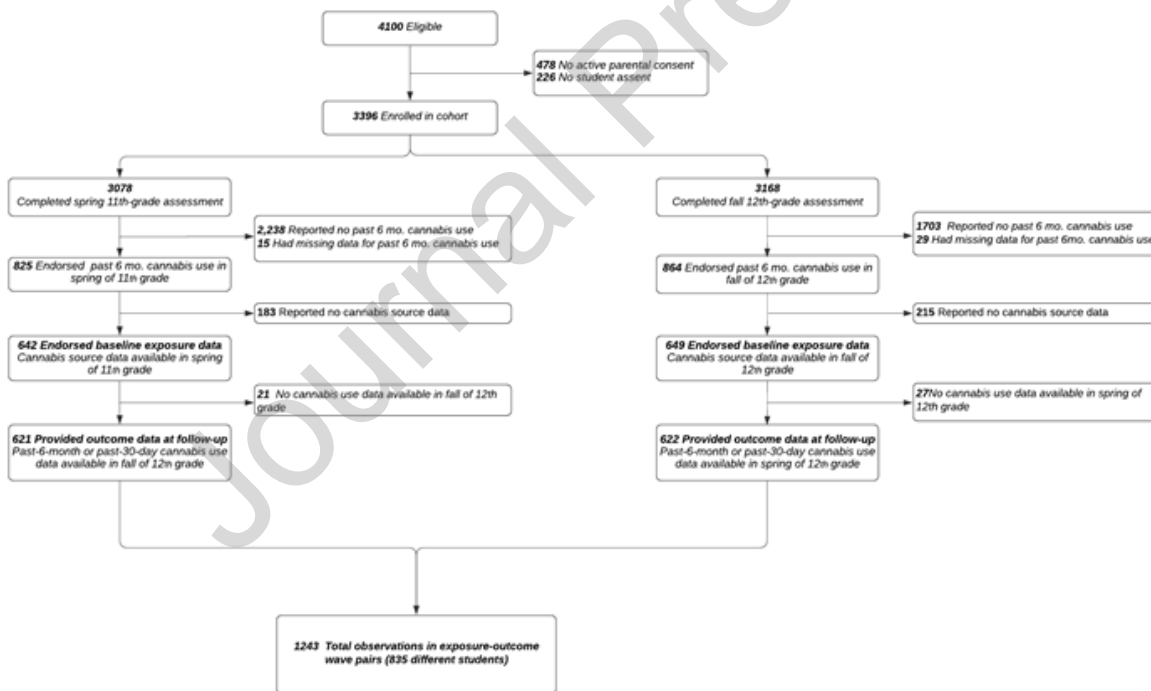 4100 Eligible
478 No active parental consent
226 No student assent
3396 Enrolled in cohort
3078
Completed spring 11th-grade assessment
3168
Completed fall 12th-grade assessment
2,238 Reported no past 6 mo. cannabis use
15 Had missing data for past 6 mo. cannabis use
1703 Reported no past 6 mo. cannabis use
29 Had missing data for past 6mo. cannabis use
825 Endorsed past 6 mo. cannabis use in
spring of 11th grade
864 Endorsed past 6 mo. cannabis use in
fall of 12th grade
183 Reported no cannabis source data
215 Reported no cannabis source data
642 Endorsed baseline exposure data
Cannabis source data available in spring
of 11th grade
649 Endorsed baseline exposure data
Cannabis source data available in fall of
12th grade
21 No cannabis use data available in fall of 12th
grade
27No cannabis use data available in spring of
12th grade
621 Provided outcome data at follow-up
Past-6-month or past-30-day cannabis use
data available in fall of 12th grade
622 Provided outcome data at follow-up
Past-6-month or past-30-day cannabis use
data available in spring of 12th grade
1243 Total observations in exposure-outcome
wave pairs (835 different students)
Journal Pre